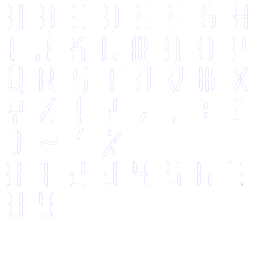 A B C D E F G H
I J K L M N O P
Q R S T U V W X
Y Z ! ? , . : (
) ~ ' %
0 1 2 3 4 5 6 7
8 9